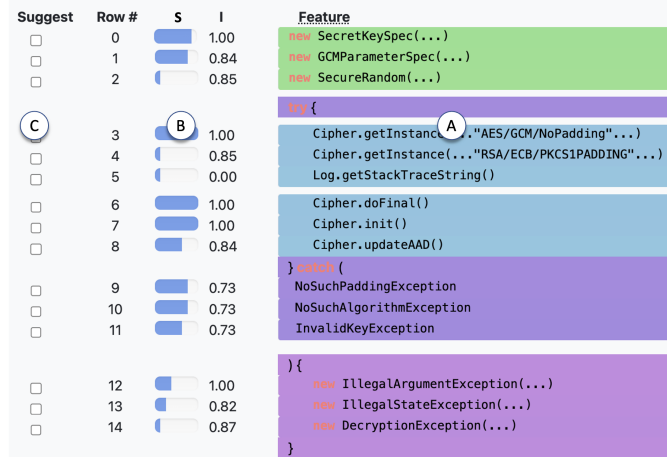 Suggest Row # S I Feature
0 1.00 new SecretKeySpec(...)
1 0.84 new GCMParameterSpec(...)
2 0.85 new SecureRandom(...)
try {
C B A
3 1.00 Cipher.getInstance(..."AES/GCM/NoPadding"...)
4 0.85 Cipher.getInstance(..."RSA/ECB/PKCS1PADDING"...)
5 0.00 Log.getStackTraceString()
6 1.00 Cipher.doFinal()
7 1.00 Cipher.init()
8 0.84 Cipher.updateAAD()
} catch (
9 0.73 NoSuchPaddingException
10 0.73 NoSuchAlgorithmException
11 0.73 InvalidKeyException
) {
12 1.00 new IllegalArgumentException(...)
13 0.82 new IllegalStateException(...)
14 0.87 new DecryptionException(...)
}